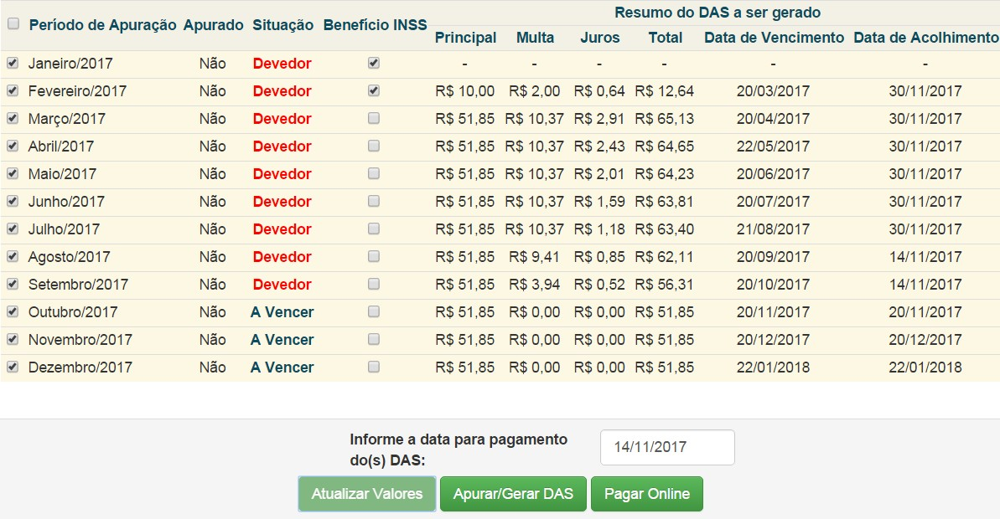 Resumo do DAS a ser gerado
Período de Apuração Apurado Situação Benefício INSS Principal Multa Juros Total Data de Vencimento Data de Acolhimento
Janeiro/2017 Não Devedor - - - - - -
Fevereiro/2017 Não Devedor R$ 10,00 R$ 2,00 R$ 0,64 R$ 12,64 20/03/2017 30/11/2017
Março/2017 Não Devedor R$ 51,85 R$ 10,37 R$ 2,91 R$ 65,13 20/04/2017 30/11/2017
Abril/2017 Não Devedor R$ 51,85 R$ 10,37 R$ 2,43 R$ 64,65 22/05/2017 30/11/2017
Maio/2017 Não Devedor R$ 51,85 R$ 10,37 R$ 2,01 R$ 64,23 20/06/2017 30/11/2017
Junho/2017 Não Devedor R$ 51,85 R$ 10,37 R$ 1,59 R$ 63,81 20/07/2017 30/11/2017
Julho/2017 Não Devedor R$ 51,85 R$ 10,37 R$ 1,18 R$ 63,40 21/08/2017 30/11/2017
Agosto/2017 Não Devedor R$ 51,85 R$ 9,41 R$ 0,85 R$ 62,11 20/09/2017 14/11/2017
Setembro/2017 Não Devedor R$ 51,85 R$ 3,94 R$ 0,52 R$ 56,31 20/10/2017 14/11/2017
Outubro/2017 Não A Vencer R$ 51,85 R$ 0,00 R$ 0,00 R$ 51,85 20/11/2017 20/11/2017
Novembro/2017 Não A Vencer R$ 51,85 R$ 0,00 R$ 0,00 R$ 51,85 20/12/2017 20/12/2017
Dezembro/2017 Não A Vencer R$ 51,85 R$ 0,00 R$ 0,00 R$ 51,85 22/01/2018 22/01/2018
Informe a data para pagamento
do(s) DAS:
14/11/2017
Atualizar Valores Apurar/Gerar DAS Pagar Online